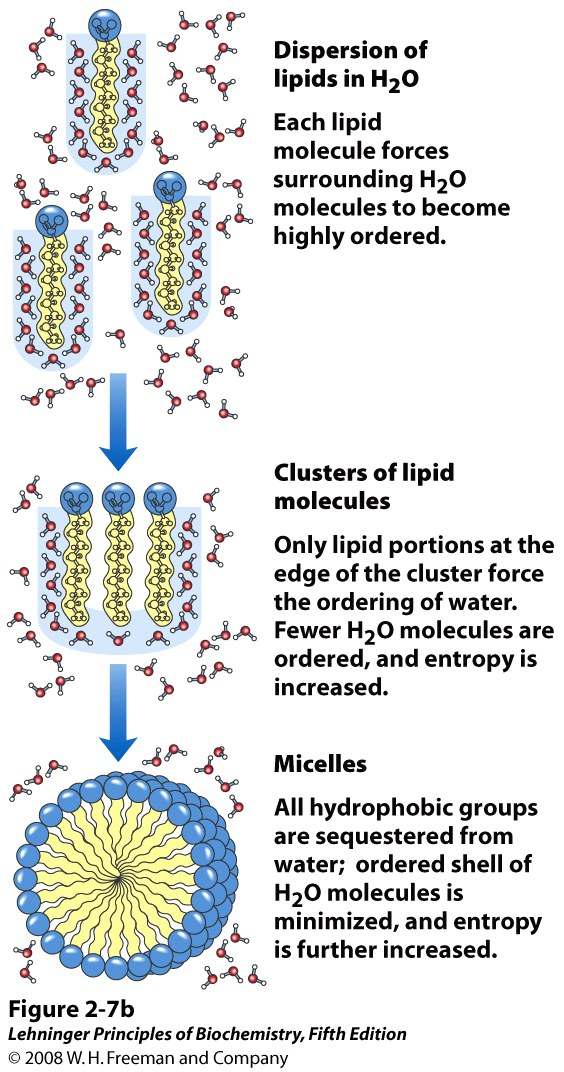 Dispersion of
lipids in H₂O
Each lipid
molecule forces
surrounding H₂O
molecules to become
highly ordered.
Clusters of lipid
molecules
Only lipid portions at the
edge of the cluster force
the ordering of water.
Fewer H₂O molecules are
ordered, and entropy is
increased.
Micelles
All hydrophobic groups
are sequestered from
water;  ordered shell of
H₂O molecules is
minimized, and entropy
is further increased.
Figure 2-7b
Lehninger Principles of Biochemistry, Fifth Edition
© 2008 W. H. Freeman and Company